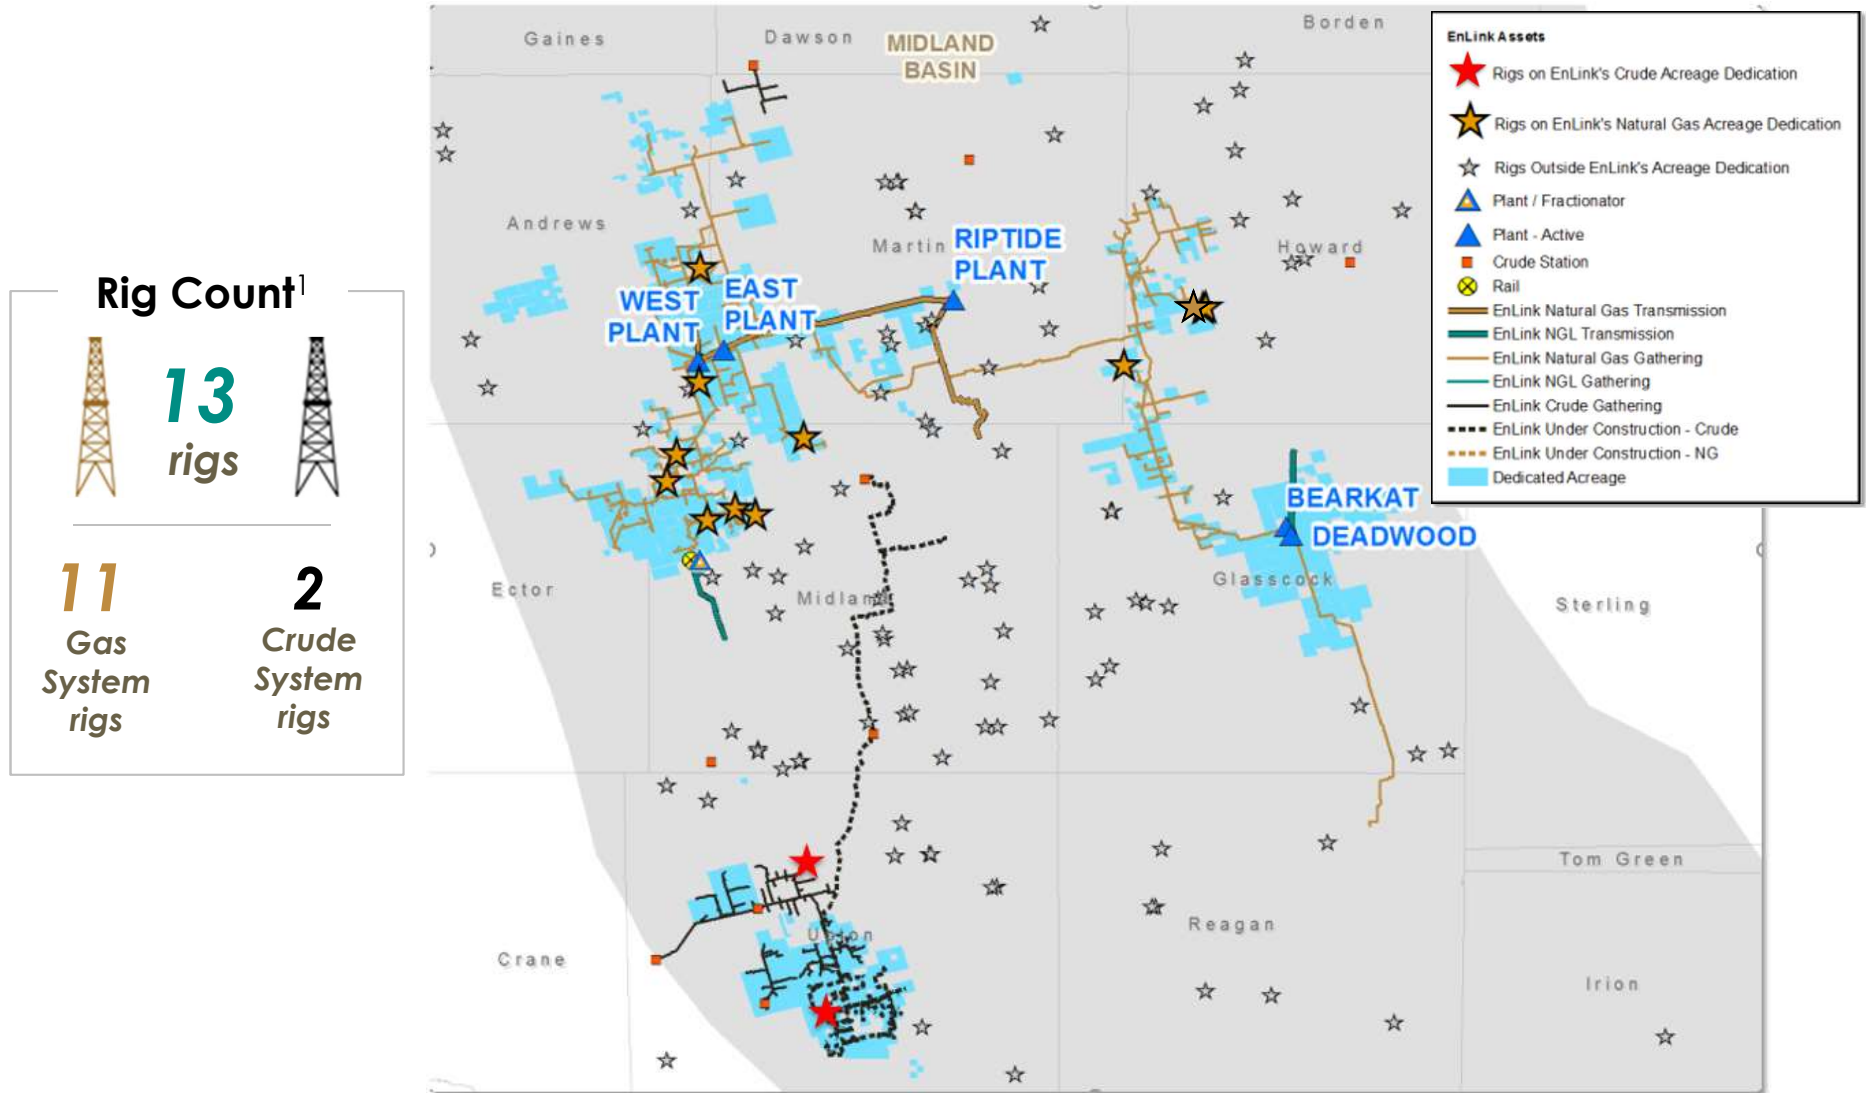 Rig Count1
13
rigs
11
Gas
System
rigs
2
Crude
System
rigs
Gaines
Dawson
MIDLAND
BASIN
Borden
Andrews
Martin
RIPTIDE
PLANT
Howard
WEST
PLANT
EAST
PLANT
BEARKAT
DEADWOOD
Ector
Midland
Glasscock
Sterling
Tom Green
Crane
Upton
Reagan
Irion
EnLink Assets
Rigs on EnLink's Crude Acreage Dedication
Rigs on EnLink's Natural Gas Acreage Dedication
Rigs Outside EnLink's Acreage Dedication
Plant / Fractionator
Plant - Active
Crude Station
Rail
EnLink Natural Gas Transmission
EnLink NGL Transmission
EnLink Natural Gas Gathering
EnLink NGL Gathering
EnLink Crude Gathering
EnLink Under Construction - Crude
EnLink Under Construction - NG
Dedicated Acreage